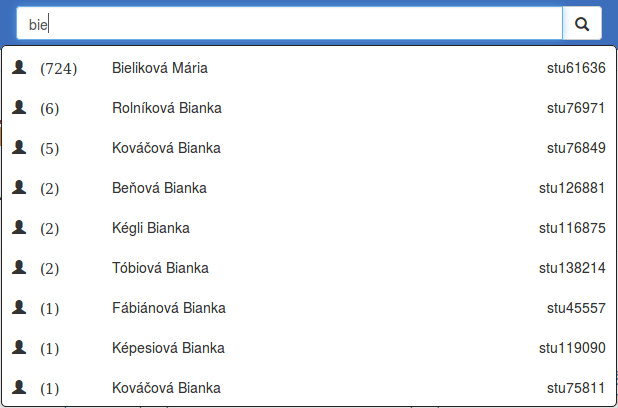 bie
(724) Bieliková Mária stu61636
(6) Rolníková Bianka stu76971
(5) Kováčová Bianka stu76849
(2) Beňová Bianka stu126881
(2) Kégli Bianka stu116875
(2) Tóbiová Bianka stu138214
(1) Fábiánová Bianka stu45557
(1) Képesiová Bianka stu119090
(1) Kováčová Bianka stu75811